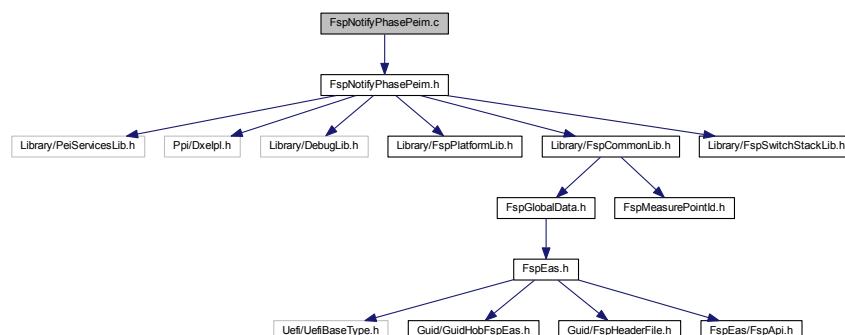 FspNotifyPhasePeim.c
FspNotifyPhasePeim.h
Library/PeiServicesLib.h
Ppi/DxeIpl.h
Library/DebugLib.h
Library/FspPlatformLib.h
Library/FspCommonLib.h
Library/FspSwitchStackLib.h
FspGlobalData.h
FspMeasurePointId.h
FspEas.h
Uefi/UefiBaseType.h
Guid/GuidHobFspEas.h
Guid/FspHeaderFile.h
FspEas/FspApi.h